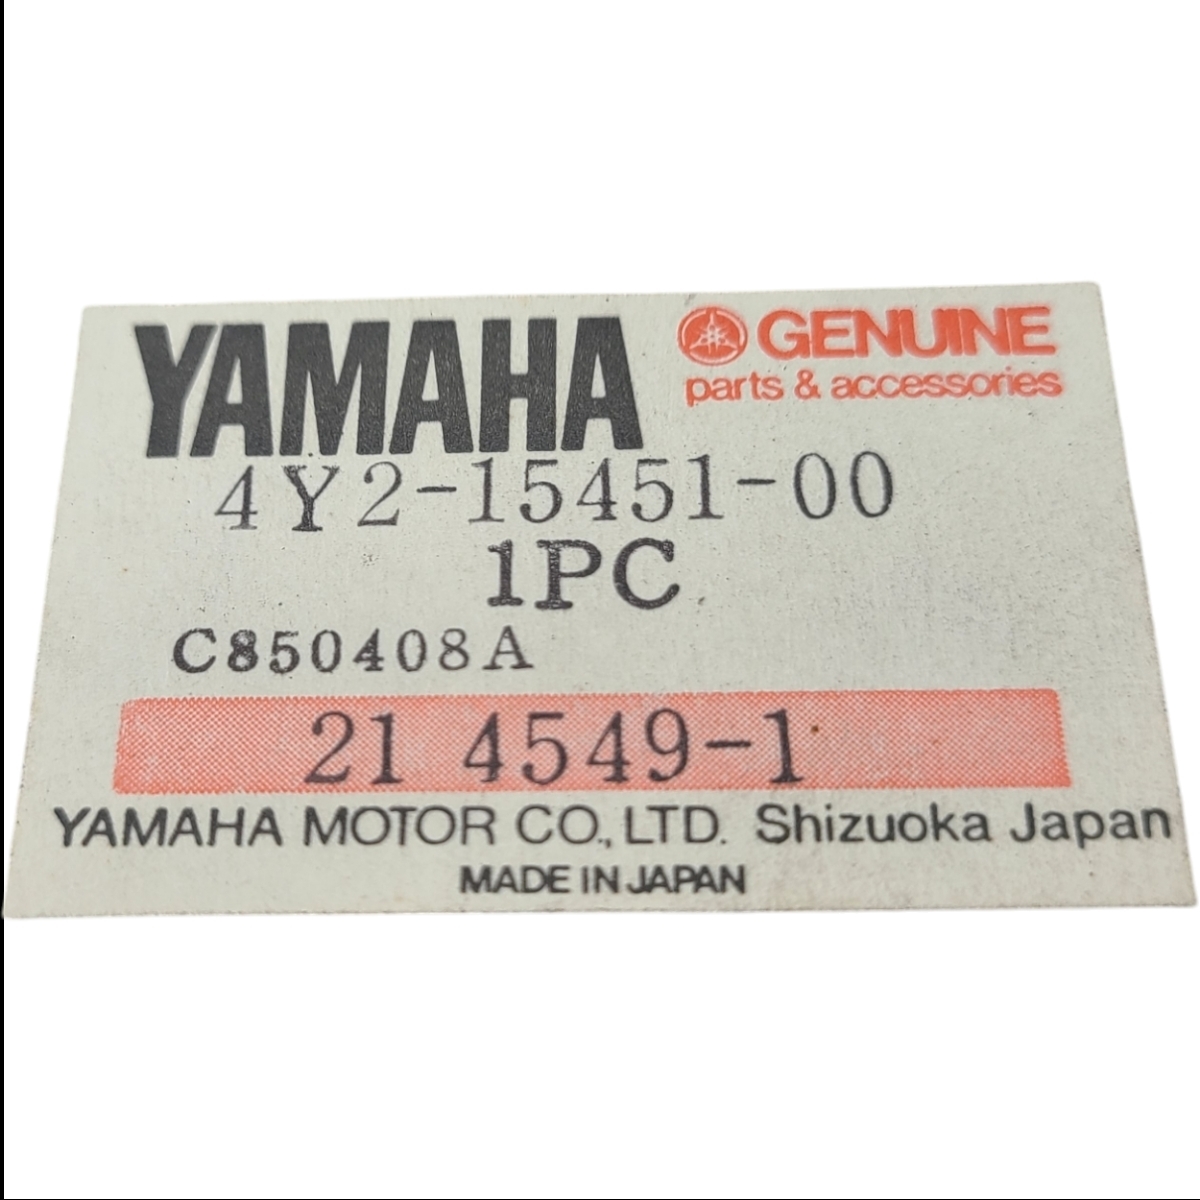 YAMAHA GENUINE
parts & accessories
4Y2-15451-00
1PC
C850408A
21 4549-1
YAMAHA MOTOR CO., LTD. Shizuoka Japan
MADE IN JAPAN